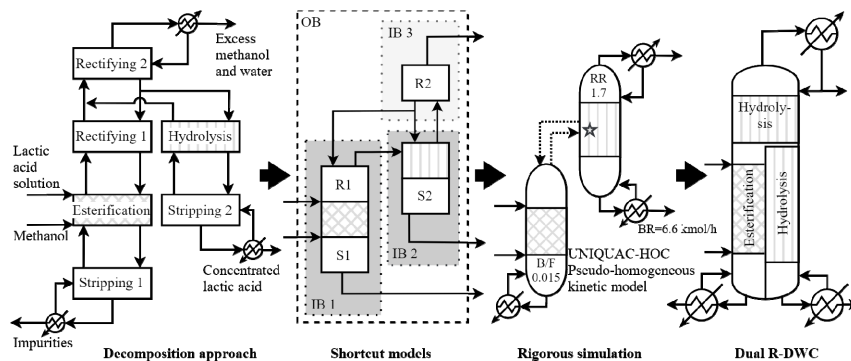 Rectifying 2
Excess
methanol
and water
Rectifying 1
Hydrolysis
Lactic
acid
solution
Esterification
Methanol
Stripping 2
Concentrated
lactic acid
Stripping 1
Impurities
Decomposition approach
OB
IB 3
R2
R1
S2
S1
IB 2
IB 1
Shortcut models
RR
1.7
BR=6.6 kmol/h
B/F
0.015
UNIQUAC-HOC
Pseudo-homogeneous
kinetic model
Rigorous simulation
Hydroly-
sis
Esterification
Hydrolysis
Dual R-DWC